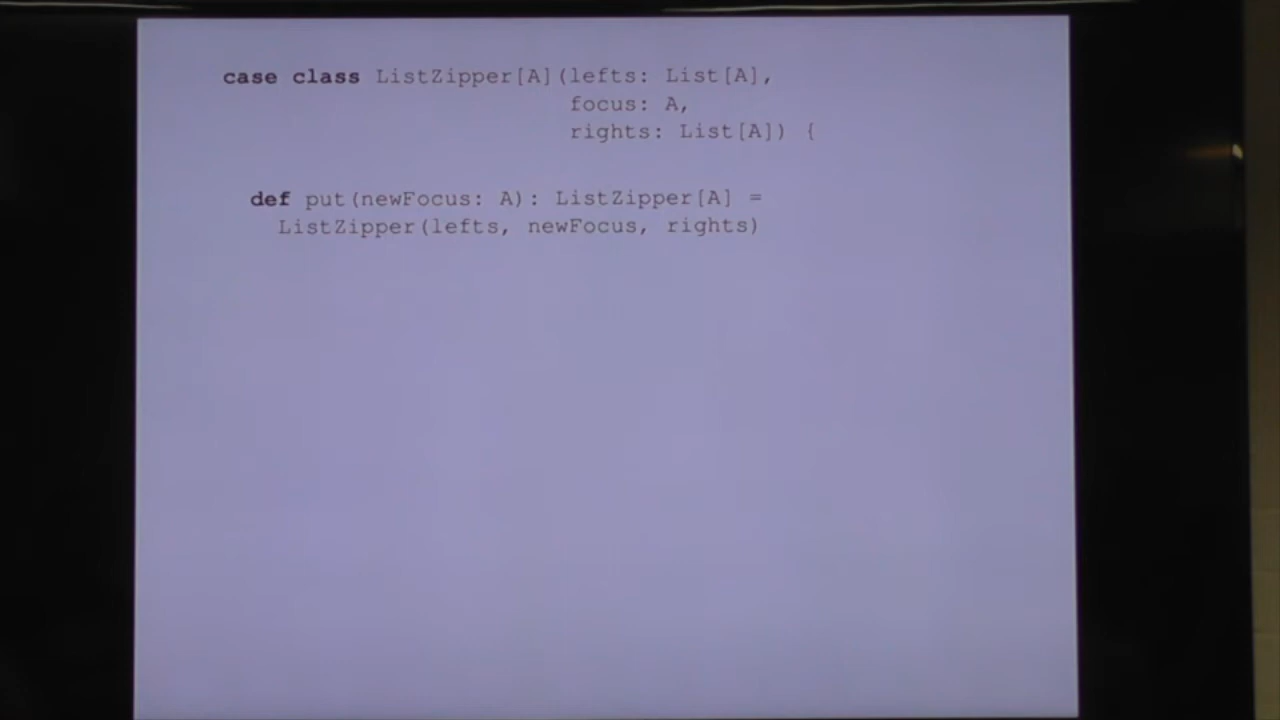 case class ListZipper[A](lefts: List[A],
focus: A,
rights: List[A]) {
def put(newFocus: A): ListZipper[A] =
ListZipper(lefts, newFocus, rights)